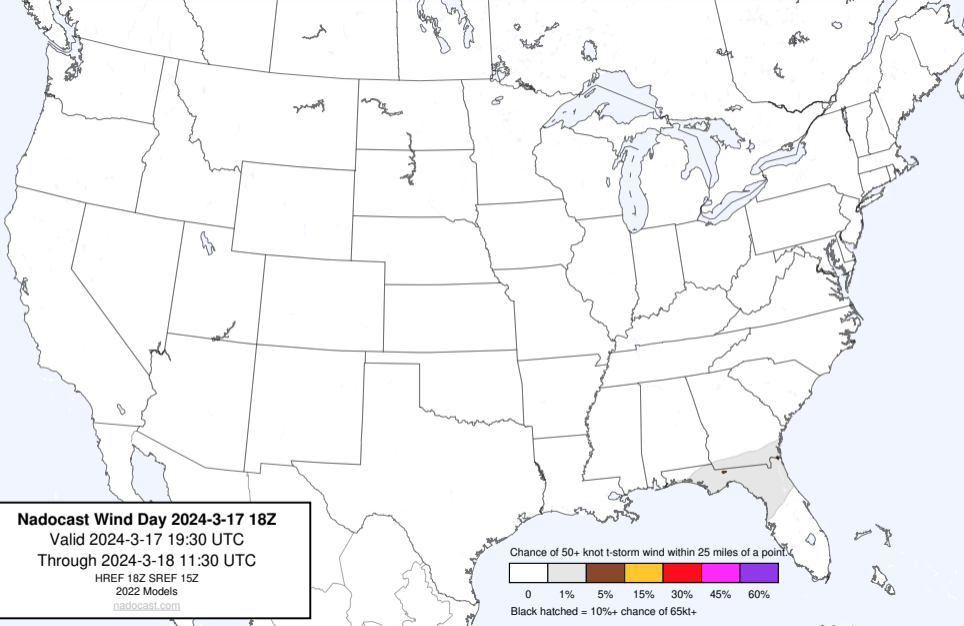 Nadocast Wind Day 2024-3-17 18Z
Valid 2024-3-17 19:30 UTC
Through 2024-3-18 11:30 UTC
HREF 18Z SREF 15Z
2022 Models
nadocast.com
Chance of 50+ knot t-storm wind within 25 miles of a point.
0 1% 5% 15% 30% 45% 60%
Black hatched = 10%+ chance of 65kt+